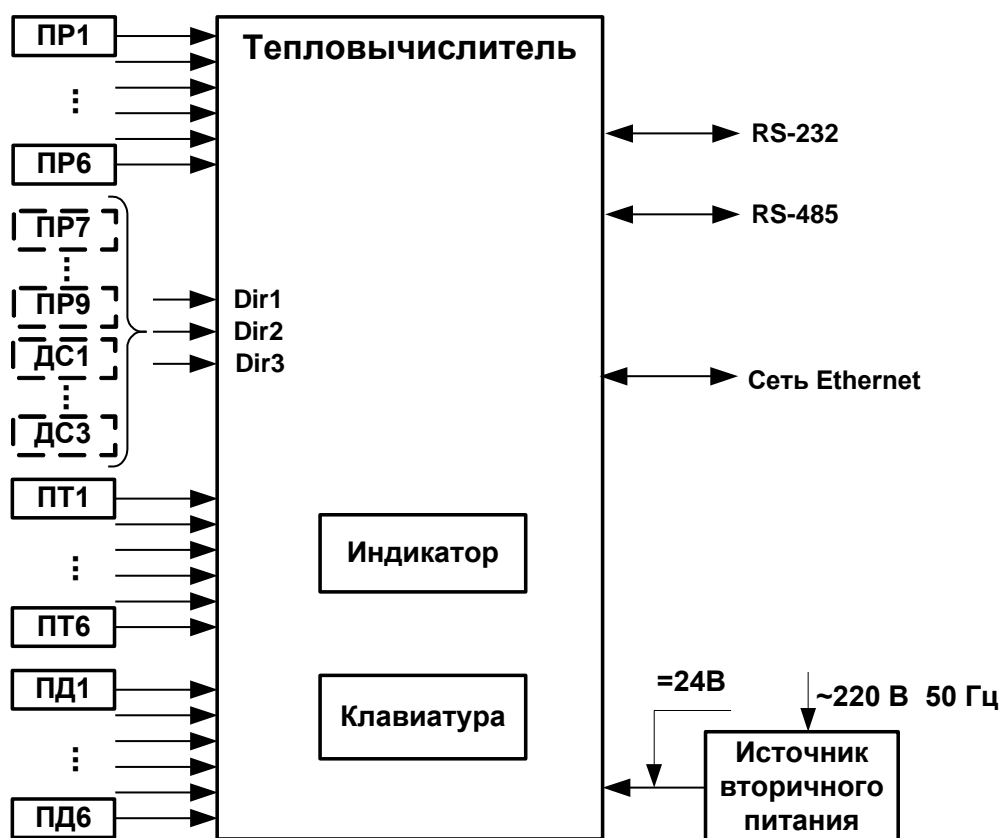 ПР1
Тепловычислитель
ПР6
RS-232
ПР7
RS-485
ПР9
Dir1
Dir2
ДС1
Dir3
Сеть Ethernet
ДС3
ПТ1
Индикатор
ПТ6
ПД1
=24В
~220 В 50 Гц
Клавиатура
Источник
вторичного
питания
ПД6